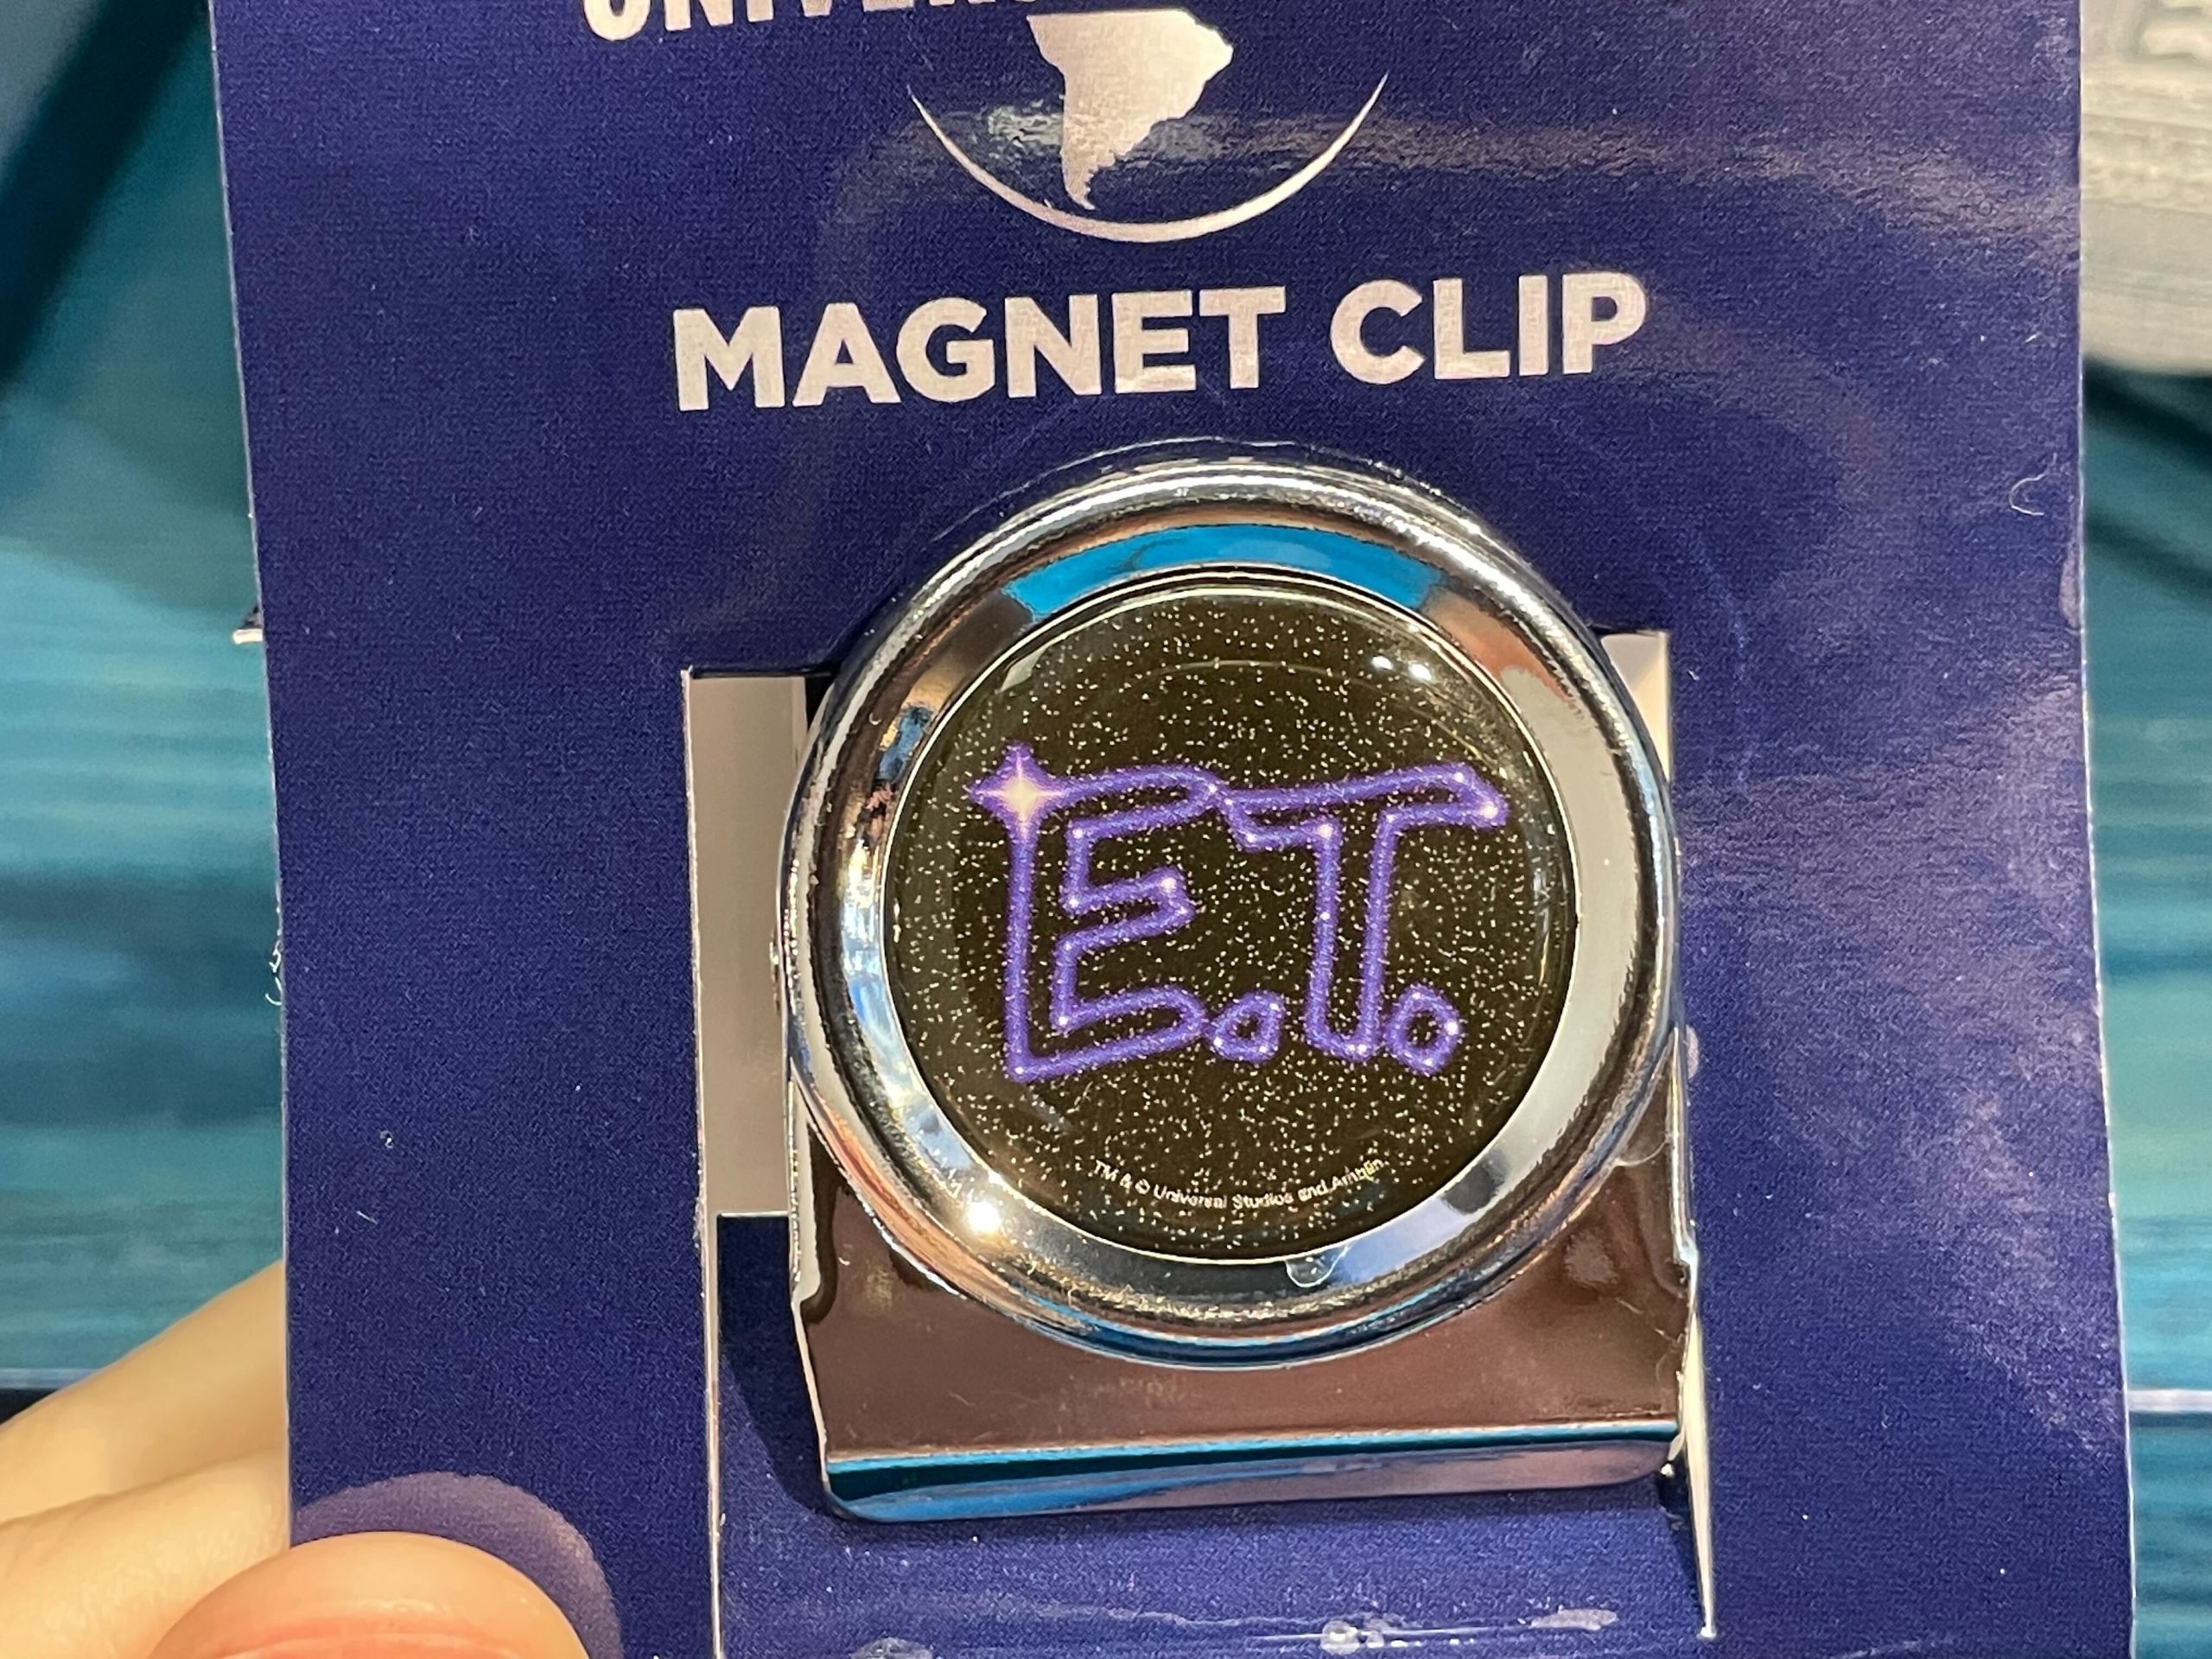 MAGNET CLIP
E.T.
TM & © Universal Studios and Amblin